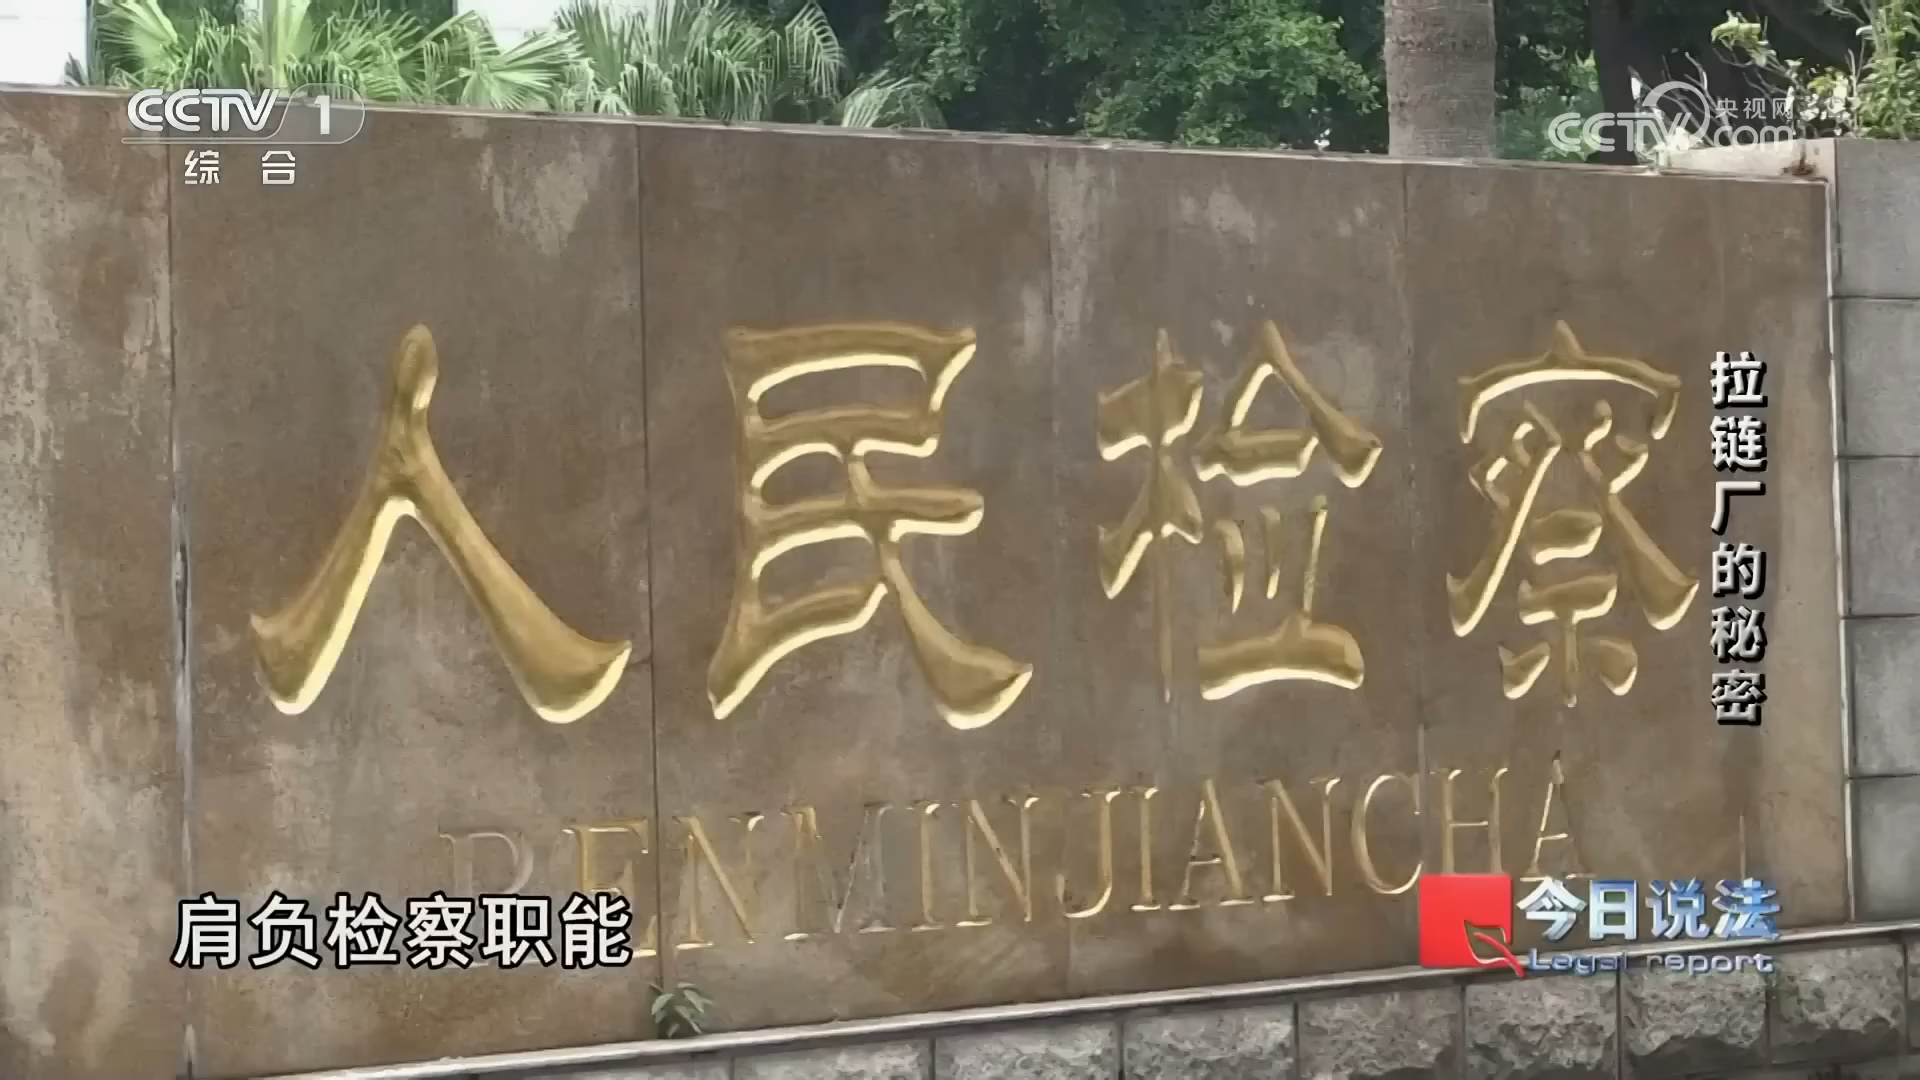 CCTV 1
综合
央视网
CCTV.com
人民检察
RENMINJIANCHA
拉链厂的秘密
肩负检察职能
今日说法
Legal report